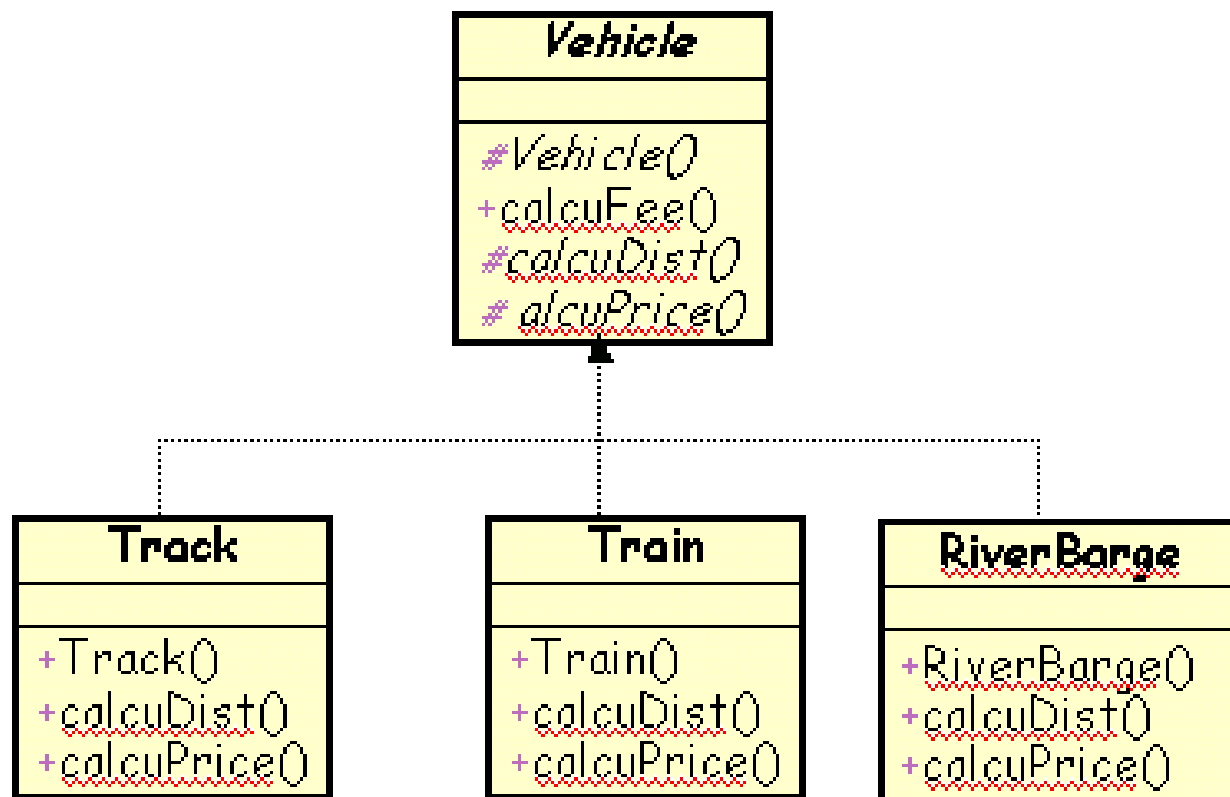 Vehicle
#Vehicle()
+calcuFee()
#calcuDist()
# alcuPrice()
Track
+Track()
+calcuDist()
+calcuPrice()
Train
+Train()
+calcuDist()
+calcuPrice()
RiverBarge
+RiverBarge()
+calcuDist()
+calcuPrice()